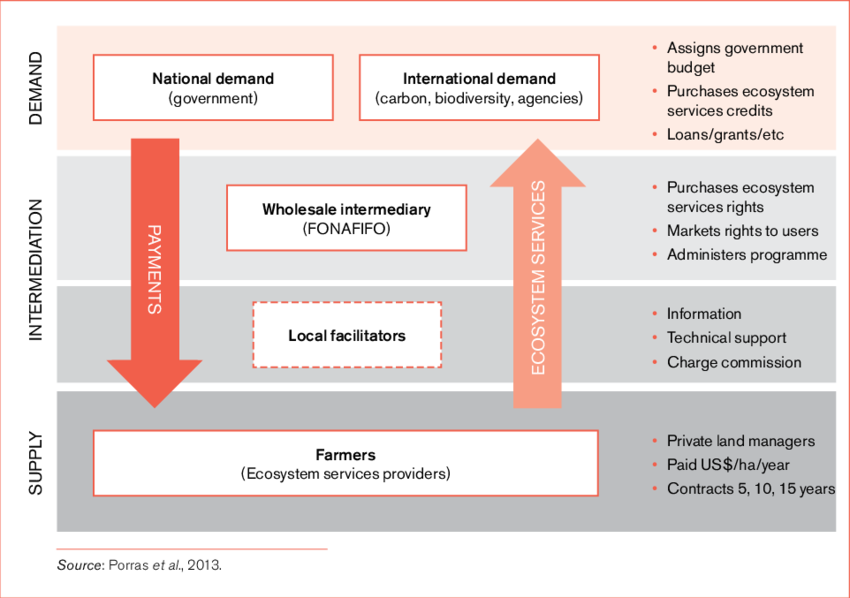 DEMAND
National demand
(government)
International demand
(carbon, biodiversity, agencies)
• Assigns government
budget
• Purchases ecosystem
services credits
• Loans/grants/etc
INTERMEDIATION
PAYMENTS
Wholesale intermediary
(FONAFIFO)
ECOSYSTEM SERVICES
• Purchases ecosystem
services rights
• Markets rights to users
• Administers programme
Local facilitators
• Information
• Technical support
• Charge commission
SUPPLY
Farmers
(Ecosystem services providers)
• Private land managers
• Paid US$/ha/year
• Contracts 5, 10, 15 years
Source: Porras et al., 2013.